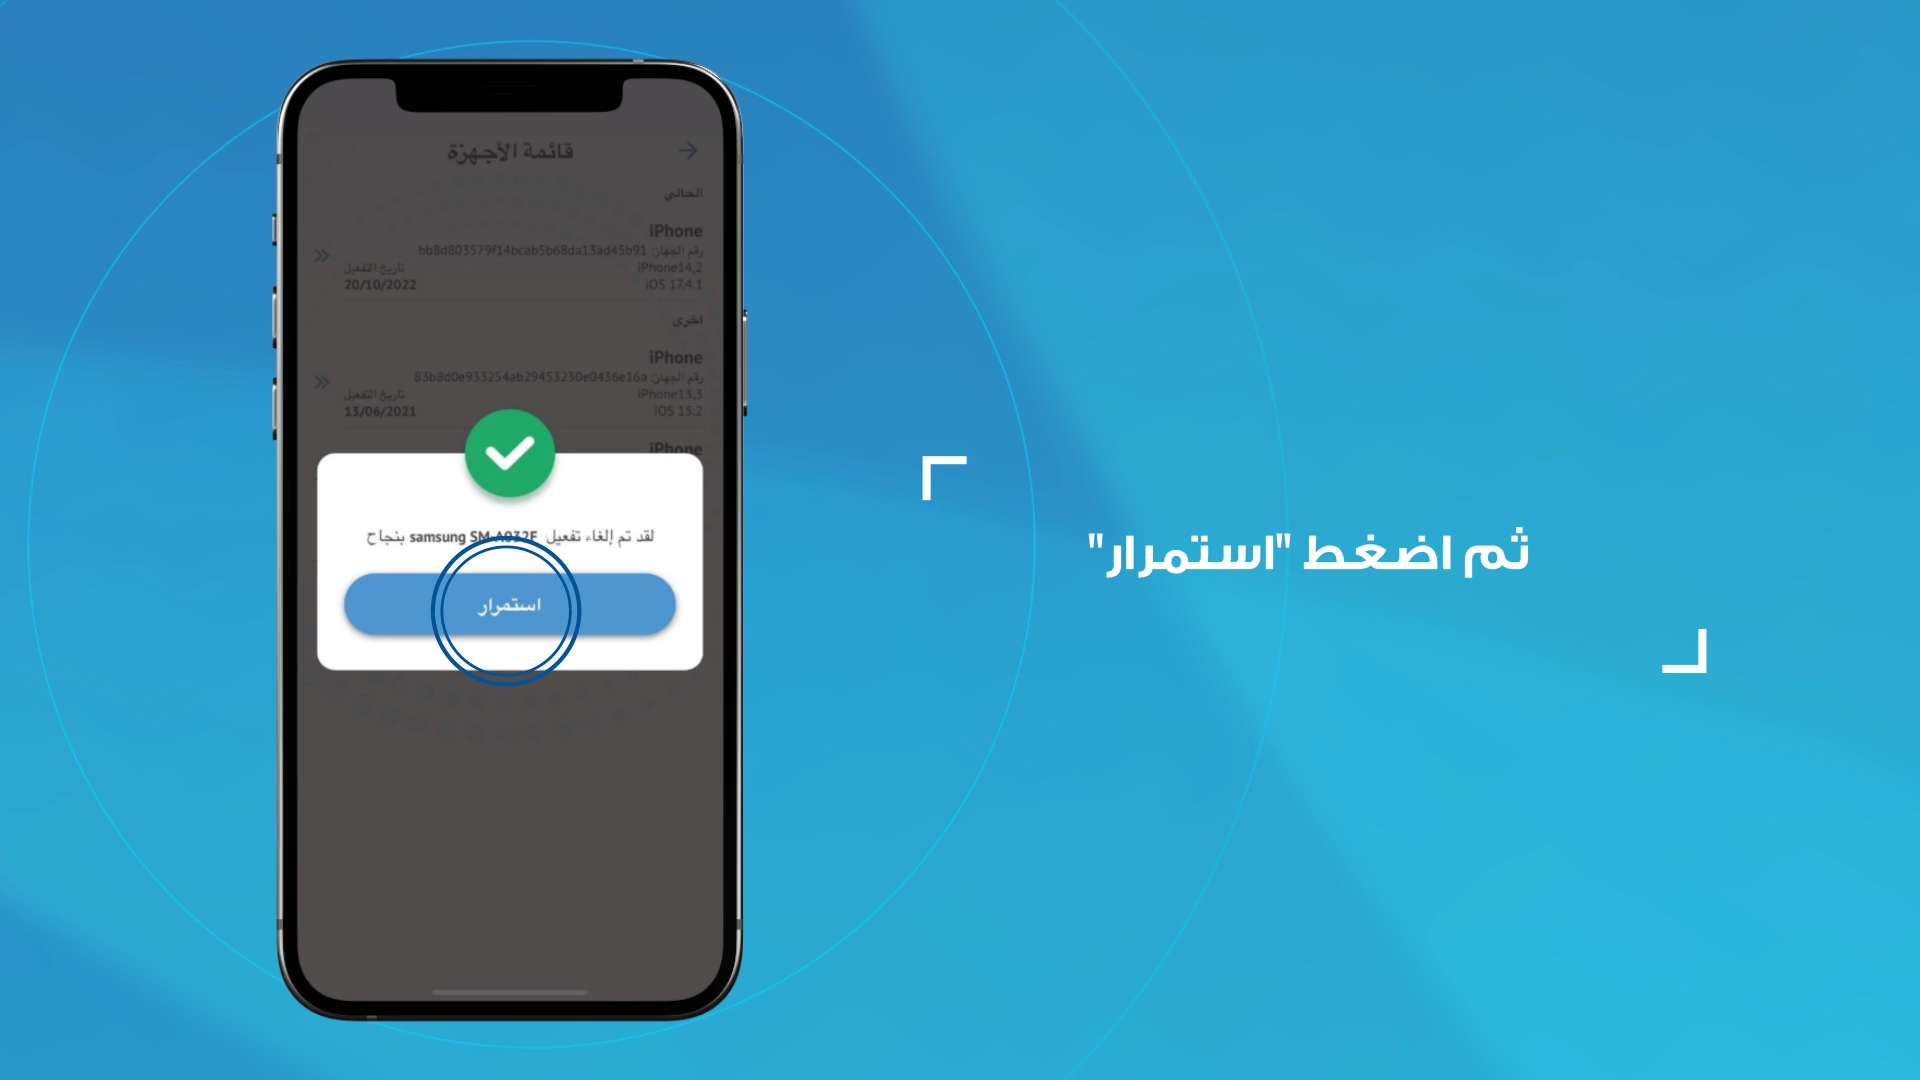 قائمة الأجهزة
الحالي
iPhone
رقم الجهاز: bb8d803579f14bcab5b68da13ad45b91
iPhone14,2
تاريخ التفعيل
iOS 17.4.1
20/10/2022
اخرى
iPhone
رقم الجهاز: 83b8d0e933254ab29453230e0436e16a
iPhone13,3
تاريخ التفعيل
iOS 15.2
13/06/2021
iPhone
لقد تم إلغاء تفعيل samsung SM-A032F بنجاح
استمرار
ثم اضغط "استمرار"